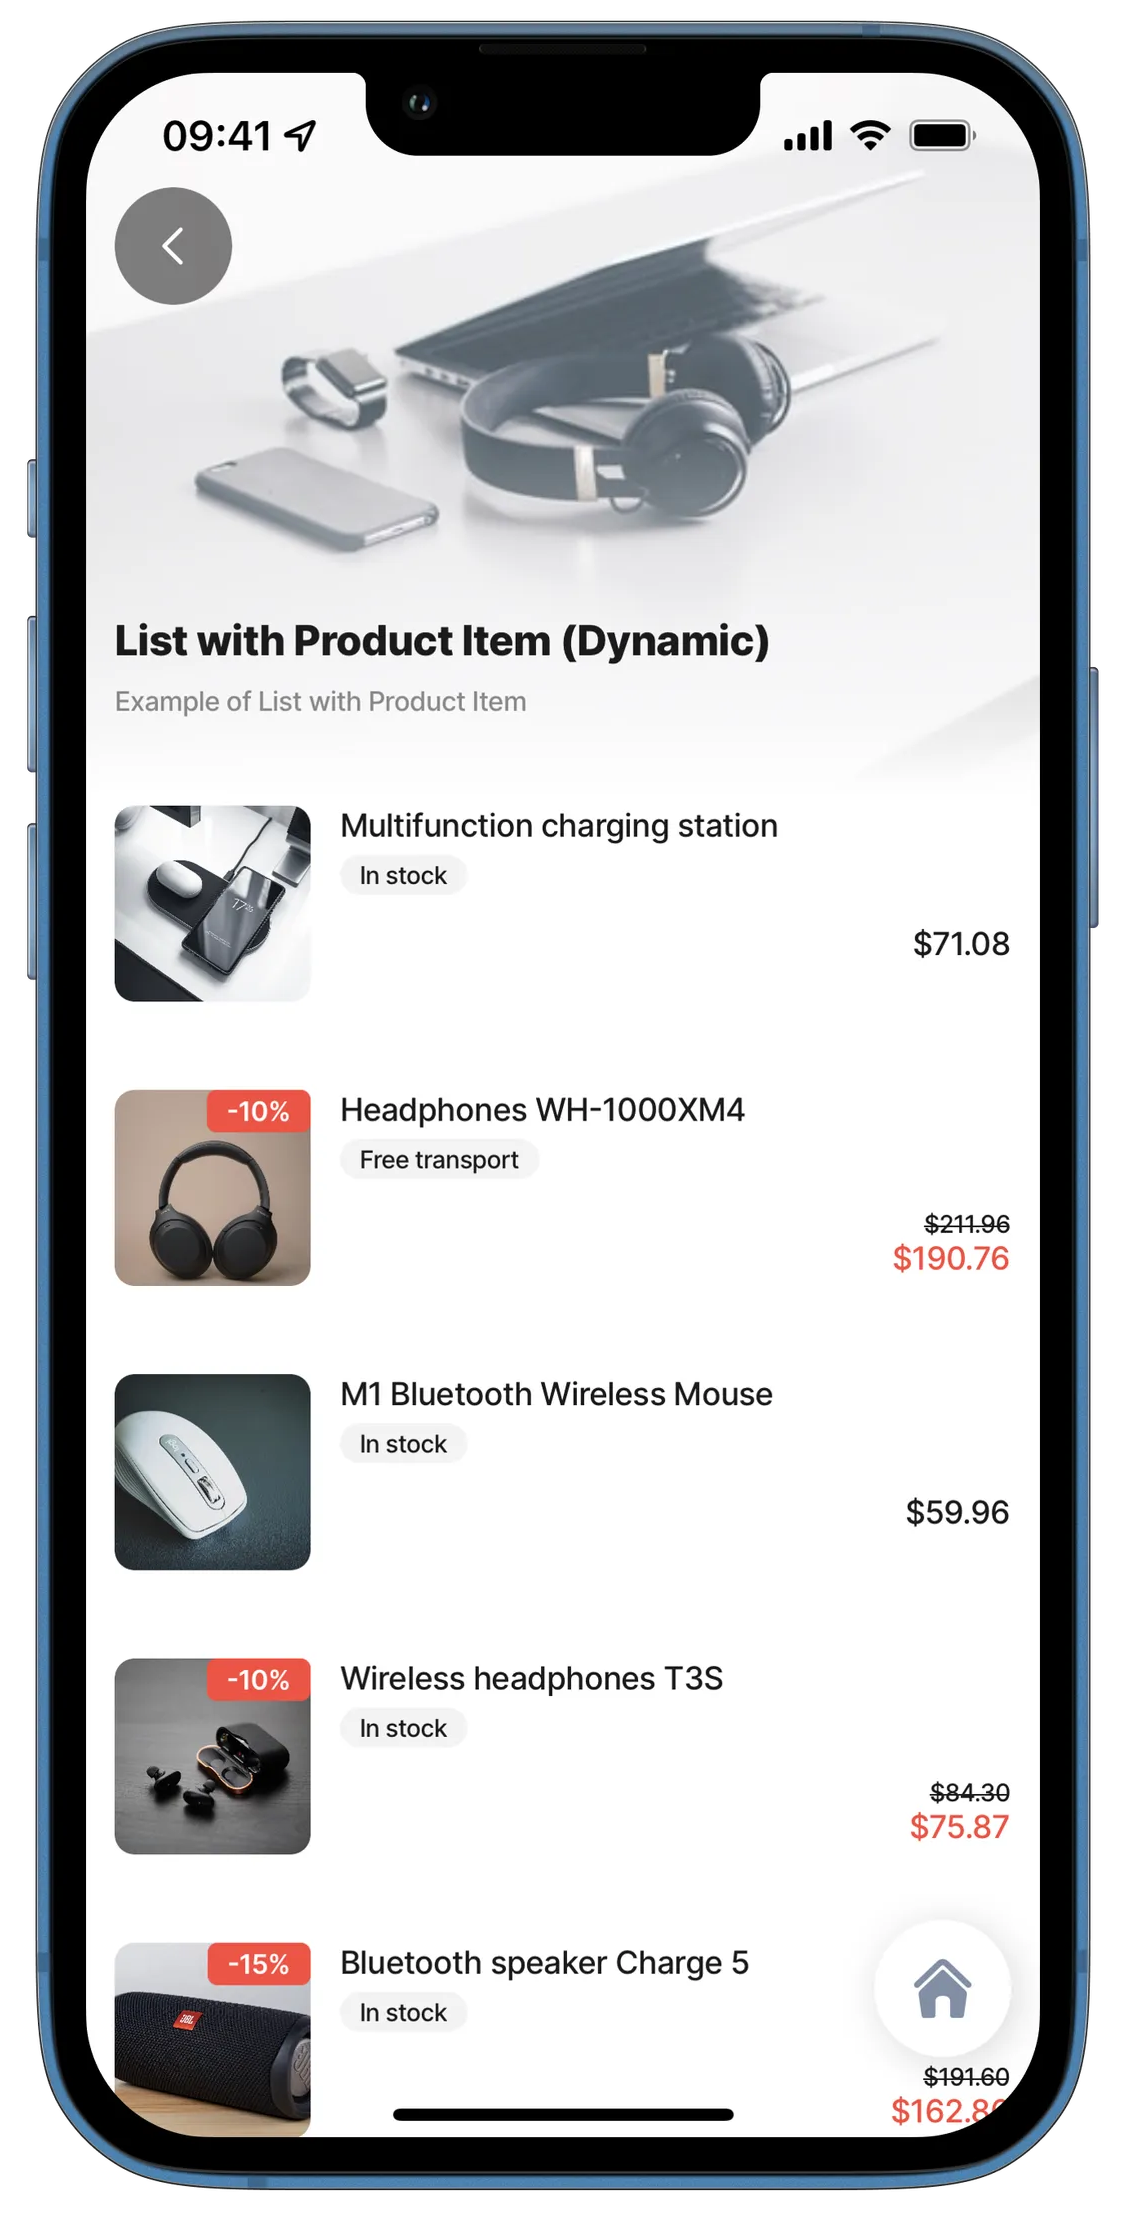 09:41
List with Product Item (Dynamic)
Example of List with Product Item
Multifunction charging station
In stock
$71.08
-10%
Headphones WH-1000XM4
Free transport
$211.96
$190.76
M1 Bluetooth Wireless Mouse
In stock
$59.96
-10%
Wireless headphones T3S
In stock
$84.30
$75.87
-15%
Bluetooth speaker Charge 5
In stock
JBL
$191.60